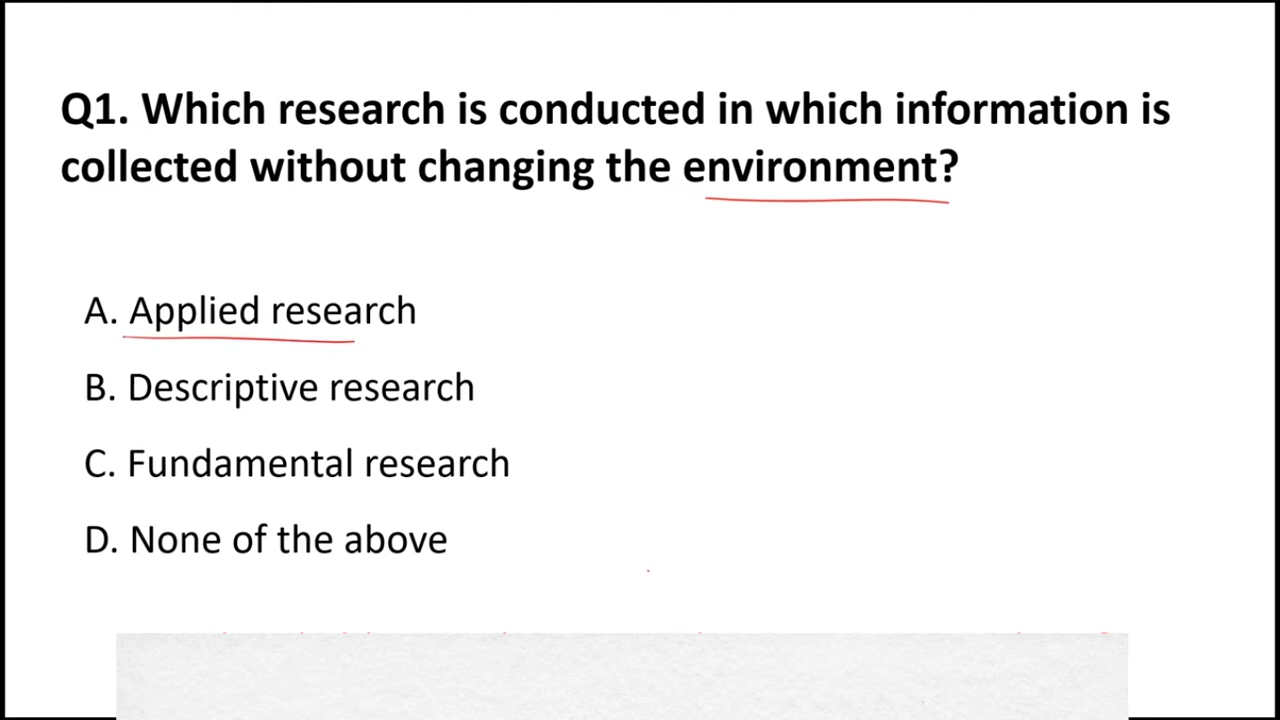 Q1. Which research is conducted in which information is
collected without changing the environment?
A. Applied research
B. Descriptive research
C. Fundamental research
D. None of the above